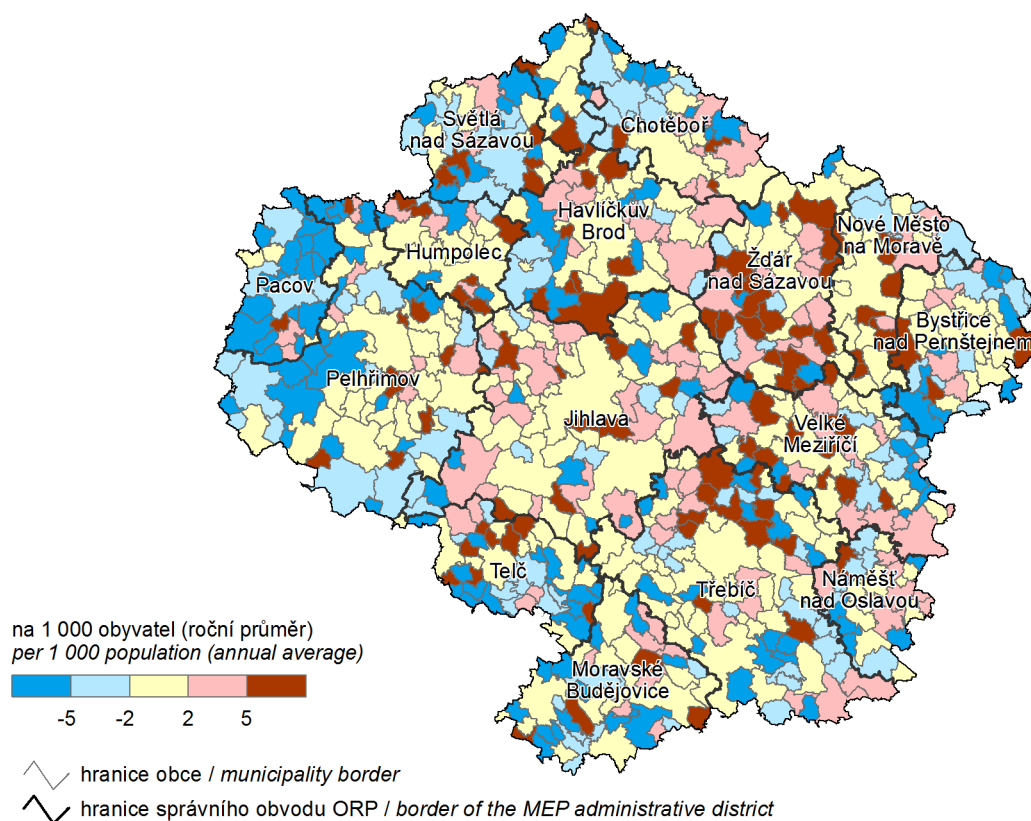 Světlá
nad Sázavou
Chotěboř
Havlíčkův
Brod
Nové Město
na Moravě
Humpolec
Žďár
nad Sázavou
Pacov
Bystřice
nad Pernštejnem
Pelhřimov
Jihlava
Velké
Meziříčí
Telč
Třebíč
Náměšť
nad Oslavou
Moravské
Budějovice
na 1 000 obyvatel (roční průměr)
per 1 000 population (annual average)
-5 -2 2 5
hranice obce / municipality border
hranice správního obvodu ORP / border of the MEP administrative district